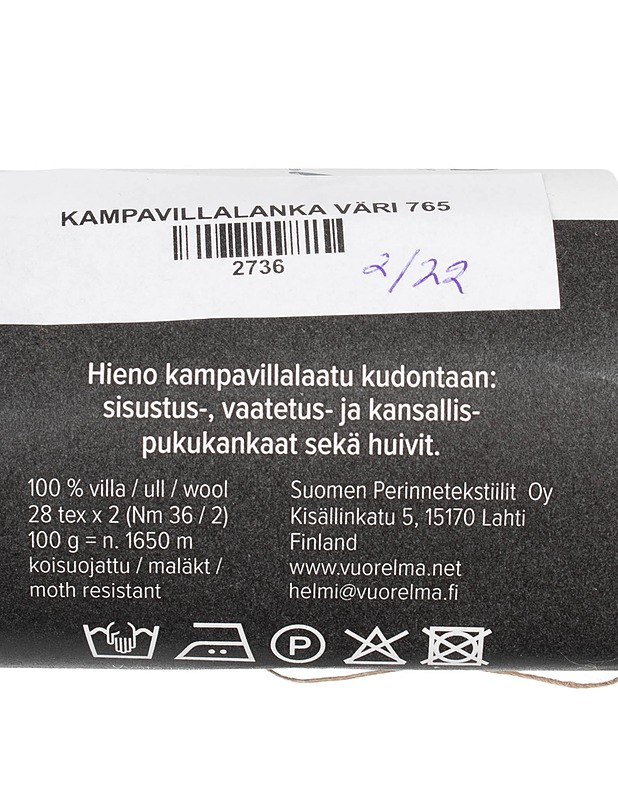 KAMPAVILLALANKA VÄRI 765
2736
2/22
Hieno kampavillalaatu kudontaan:
sisustus-, vaatetus- ja kansallis-
pukukankaat sekä huivit.
100 % villa / ull / wool
28 tex x 2 (Nm 36 / 2)
100 g = n. 1650 m
koisuojattu / maläkt /
moth resistant
Suomen Perinnetekstiilit Oy
Kisällinkatu 5, 15170 Lahti
Finland
www.vuorelma.net
helmi@vuorelma.fi
P